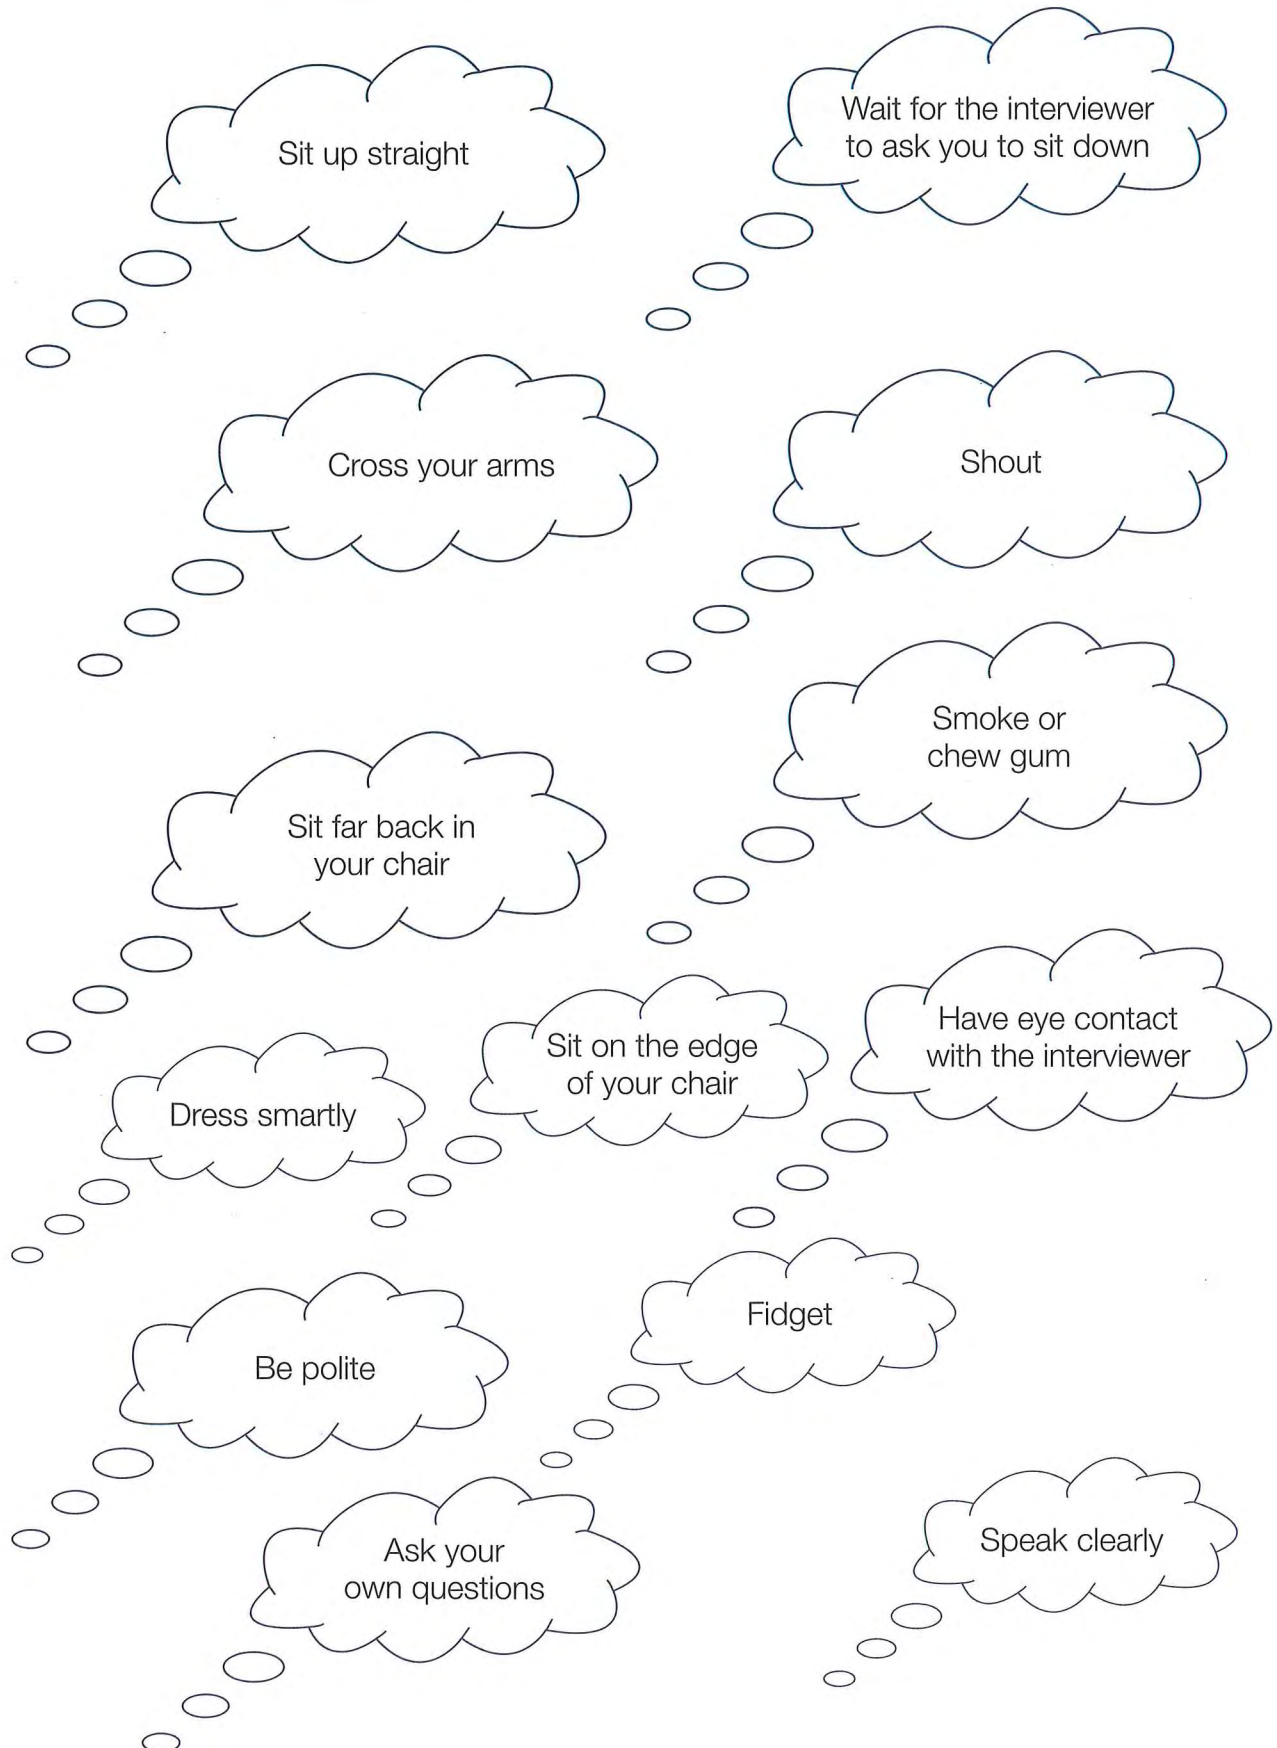 Sit up straight
Wait for the interviewer
to ask you to sit down
Cross your arms
Shout
Smoke or
chew gum
Sit far back in
your chair
Have eye contact
with the interviewer
Sit on the edge
of your chair
Dress smartly
Fidget
Be polite
Ask your
own questions
Speak clearly